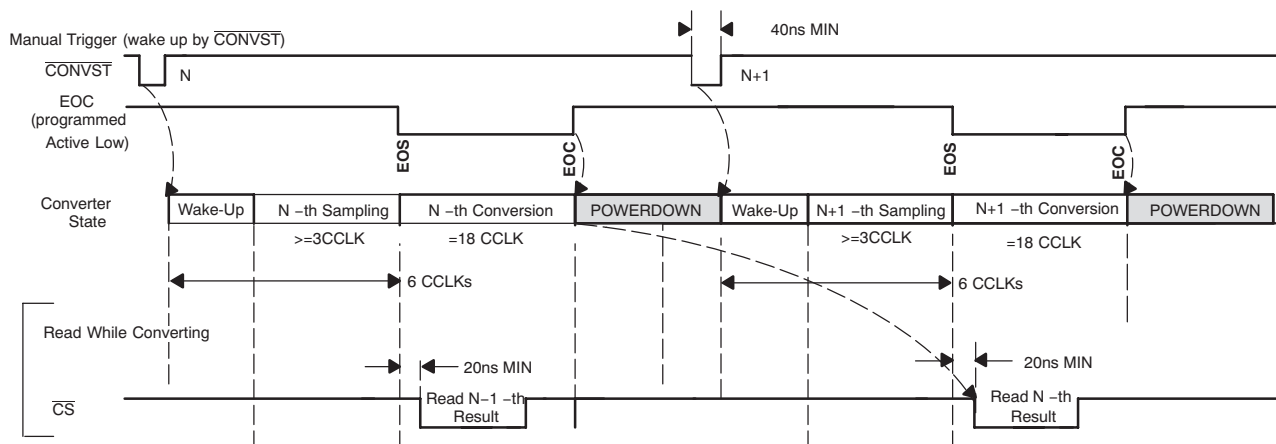 40ns MIN
Manual Trigger (wake up by CONVST)
CONVST
N
N+1
EOC
(programmed
Active Low)
EOS
EOC
EOS
EOC
Converter
State
Wake-Up
N −th Sampling
N −th Conversion
POWERDOWN
Wake-Up
N+1 −th Sampling
N+1 −th Conversion
POWERDOWN
>=3CCLK
=18 CCLK
>=3CCLK
=18 CCLK
6 CCLKs
6 CCLKs
Read While Converting
20ns MIN
20ns MIN
CS
Read N−1 −th
Result
Read N −th
Result